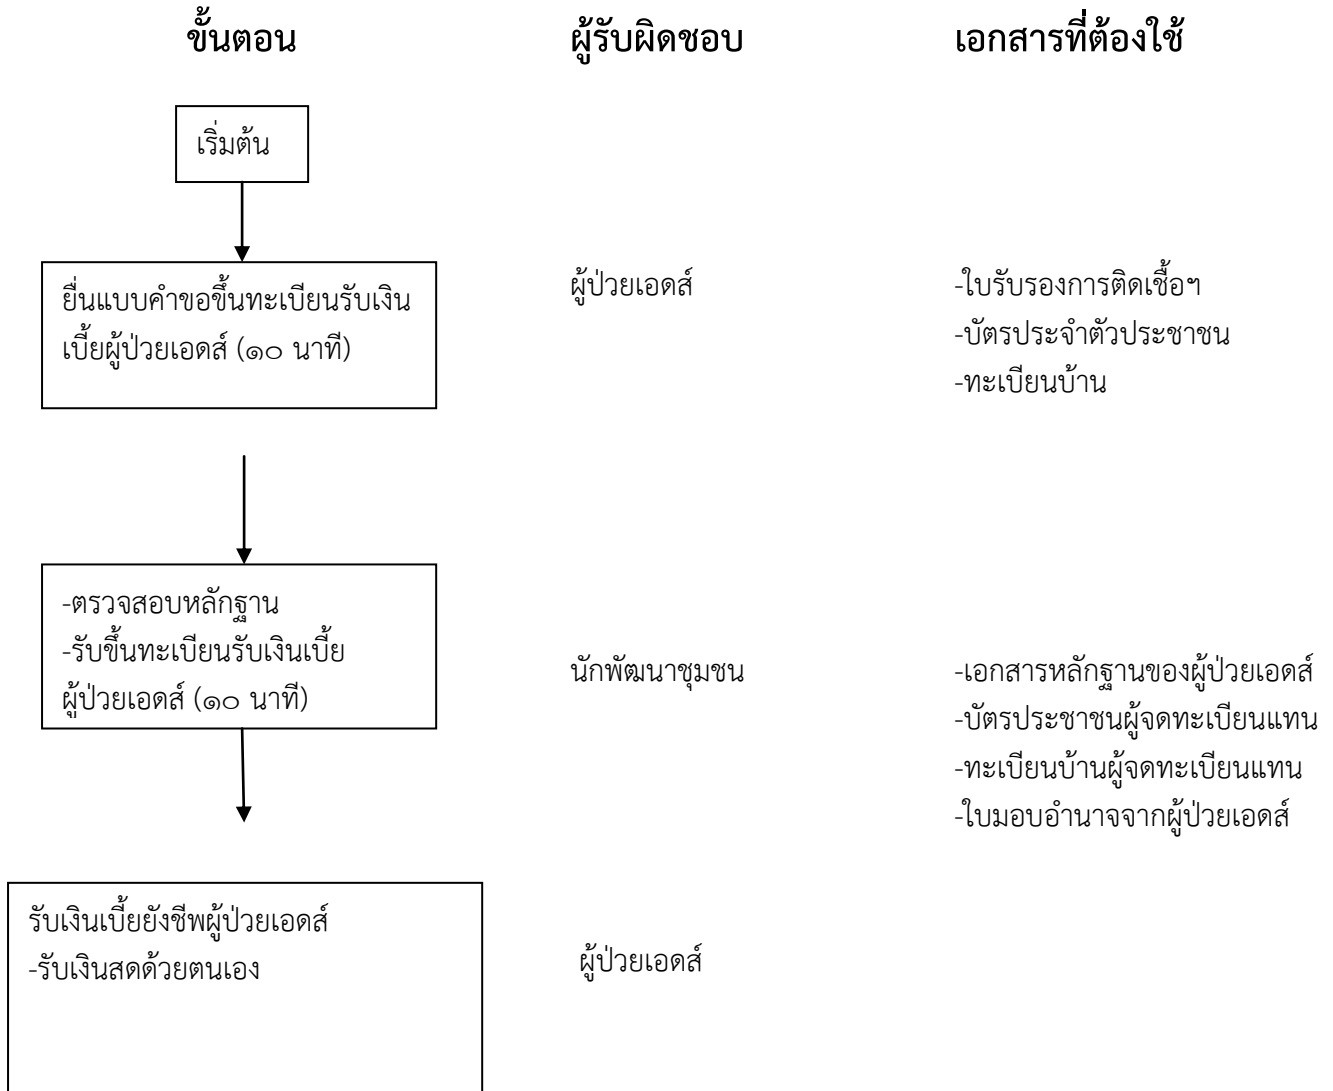 ขั้นตอน ผู้รับผิดชอบ เอกสารที่ต้องใช้
เริ่มต้น
ยื่นแบบคำขอขึ้นทะเบียนรับเงิน
เบี้ยผู้ป่วยเอดส์ (๑๐ นาที)
ผู้ป่วยเอดส์
-ใบรับรองการติดเชื้อฯ
-บัตรประจำตัวประชาชน
-ทะเบียนบ้าน
-ตรวจสอบหลักฐาน
-รับขึ้นทะเบียนรับเงินเบี้ย
ผู้ป่วยเอดส์ (๑๐ นาที)
นักพัฒนาชุมชน
-เอกสารหลักฐานของผู้ป่วยเอดส์
-บัตรประชาชนผู้จดทะเบียนแทน
-ทะเบียนบ้านผู้จดทะเบียนแทน
-ใบมอบอำนาจจากผู้ป่วยเอดส์
รับเงินเบี้ยยังชีพผู้ป่วยเอดส์
-รับเงินสดด้วยตนเอง
ผู้ป่วยเอดส์